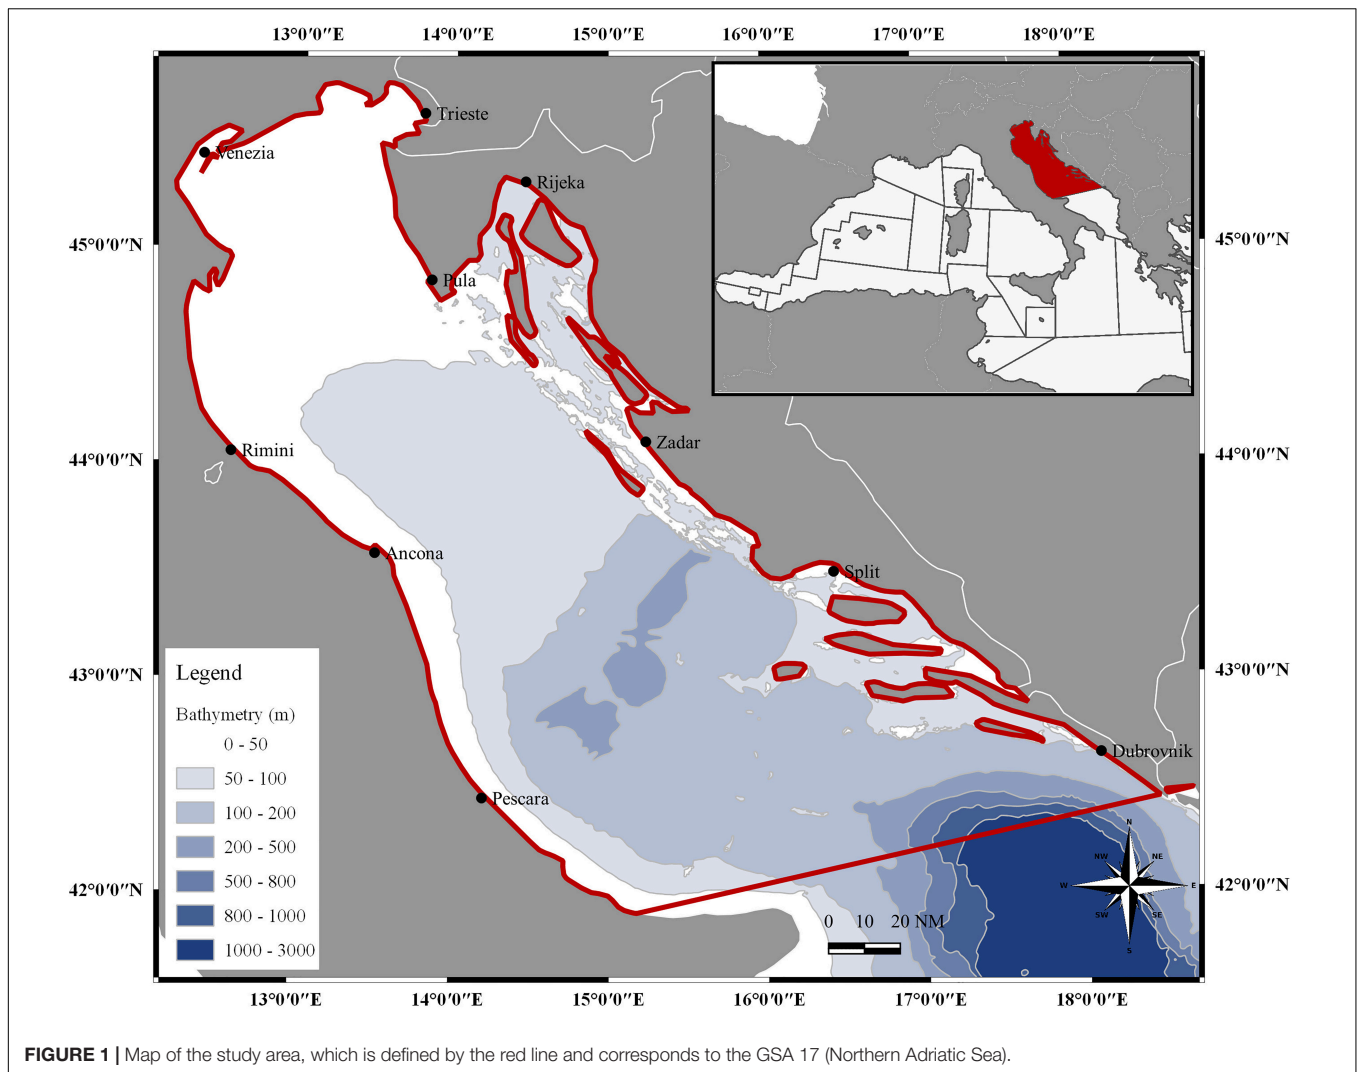 13°0'0"E 14°0'0"E 15°0'0"E 16°0'0"E 17°0'0"E 18°0'0"E
Trieste
Venezia
Rijeka
45°0'0"N 45°0'0"N
Pula
Rimini
Zadar
44°0'0"N 44°0'0"N
Ancona
Split
Legend
43°0'0"N 43°0'0"N
Bathymetry (m)
0 - 50
50 - 100
100 - 200
200 - 500
500 - 800
800 - 1000
1000 - 3000
Dubrovnik
Pescara
N
NW NE
W E
SW SE
S
42°0'0"N 42°0'0"N
0 10 20 NM
13°0'0"E 14°0'0"E 15°0'0"E 16°0'0"E 17°0'0"E 18°0'0"E
FIGURE 1 | Map of the study area, which is defined by the red line and corresponds to the GSA 17 (Northern Adriatic Sea).